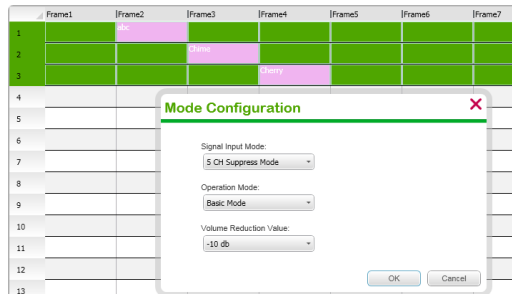 Frame1 Frame2 Frame3 Frame4 Frame5 Frame6 Frame7
1 abc
2 Chime
3 Cherry
4
5
6
7
8
9
10
11
12
13
Mode Configuration
Signal Input Mode:
5 CH Suppress Mode
Operation Mode:
Basic Mode
Volume Reduction Value:
-10 db
OK Cancel